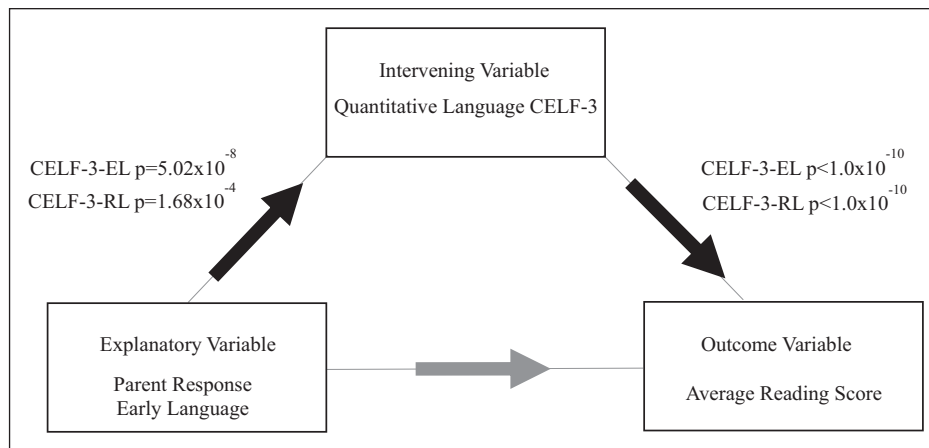 Intervening Variable
Quantitative Language CELF-3
CELF-3-EL p=5.02x10⁻⁸
CELF-3-RL p=1.68x10⁻⁴
CELF-3-EL p<1.0x10⁻¹⁰
CELF-3-RL p<1.0x10⁻¹⁰
Explanatory Variable
Parent Response
Early Language
Outcome Variable
Average Reading Score